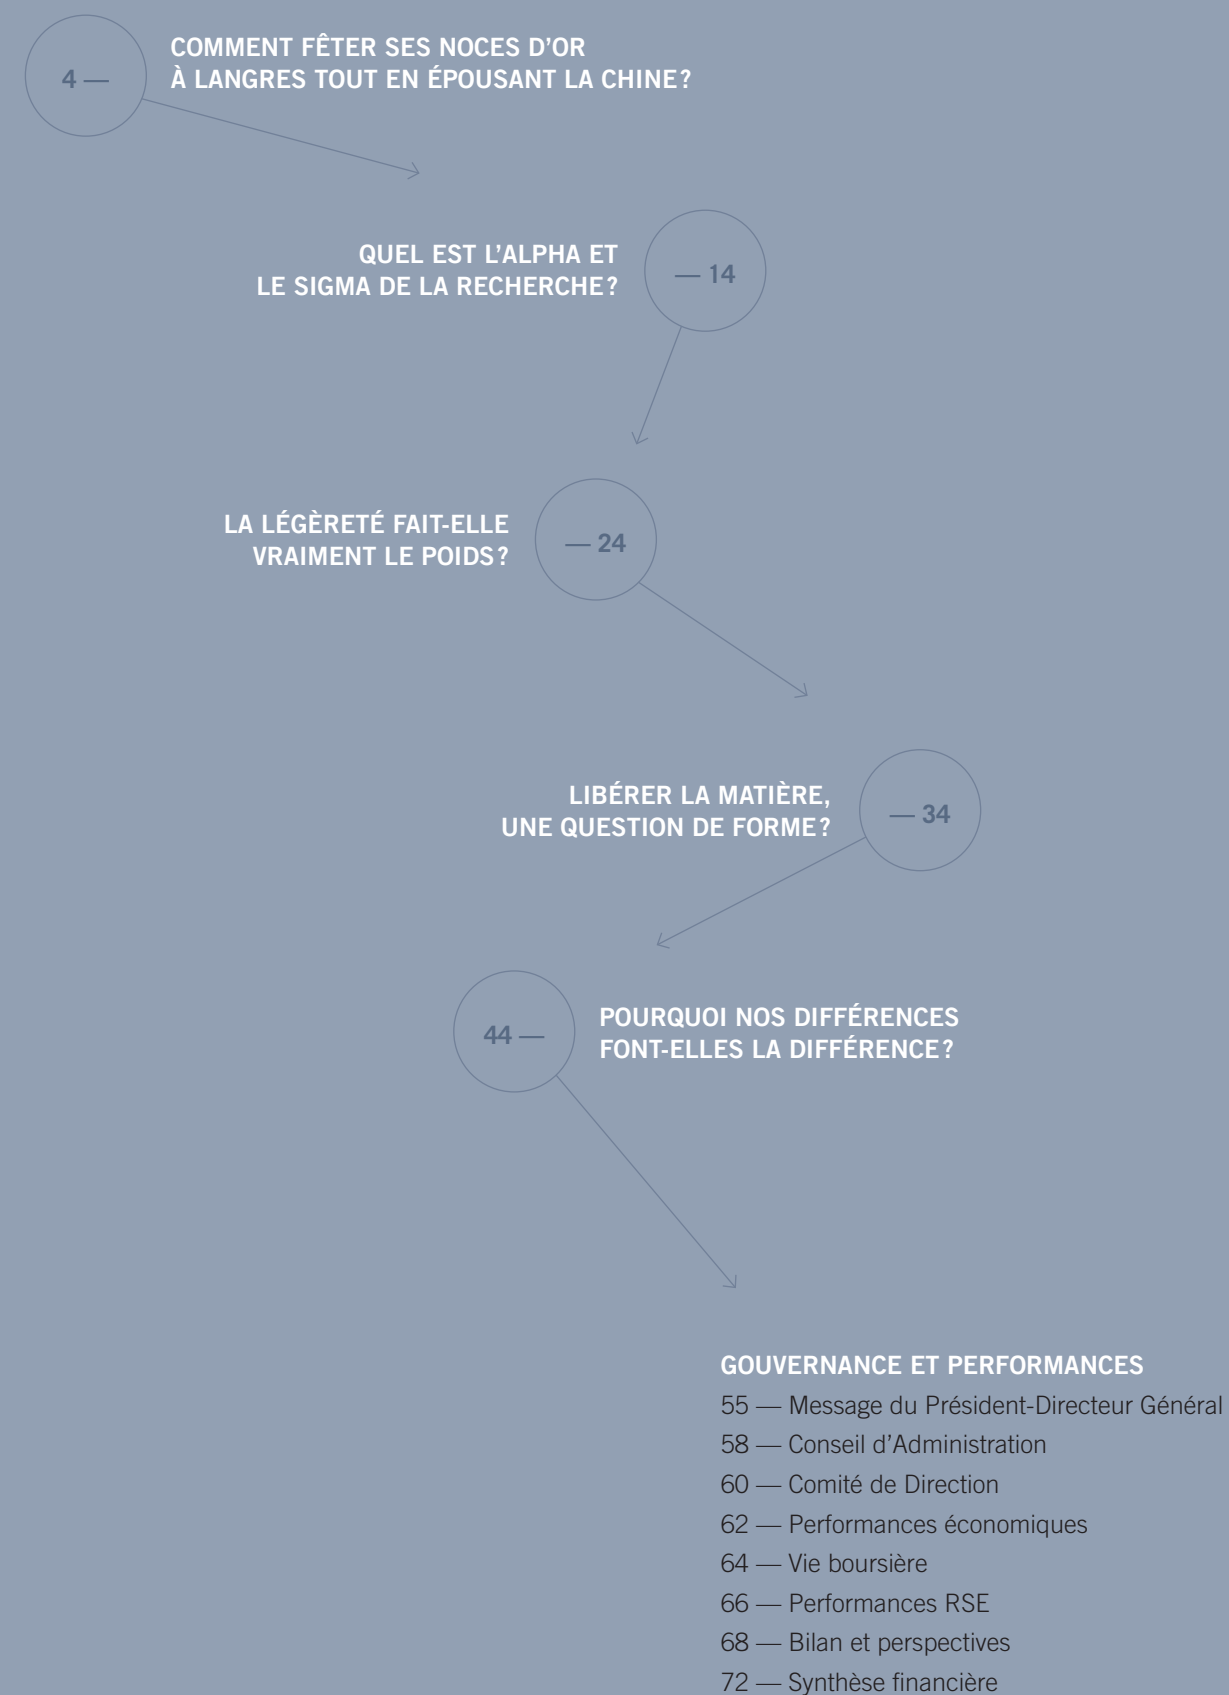 4 —
COMMENT FÊTER SES NOCES D’OR
À LANGRES TOUT EN ÉPOUSANT LA CHINE ?
QUEL EST L’ALPHA ET
LE SIGMA DE LA RECHERCHE ?
— 14
LA LÉGÈRETÉ FAIT-ELLE
VRAIMENT LE POIDS ?
— 24
LIBÉRER LA MATIÈRE,
UNE QUESTION DE FORME ?
— 34
44 —
POURQUOI NOS DIFFÉRENCES
FONT-ELLES LA DIFFÉRENCE ?
GOUVERNANCE ET PERFORMANCES
55 — Message du Président-Directeur Général
58 — Conseil d’Administration
60 — Comité de Direction
62 — Performances économiques
64 — Vie boursière
66 — Performances RSE
68 — Bilan et perspectives
72 — Synthèse financière